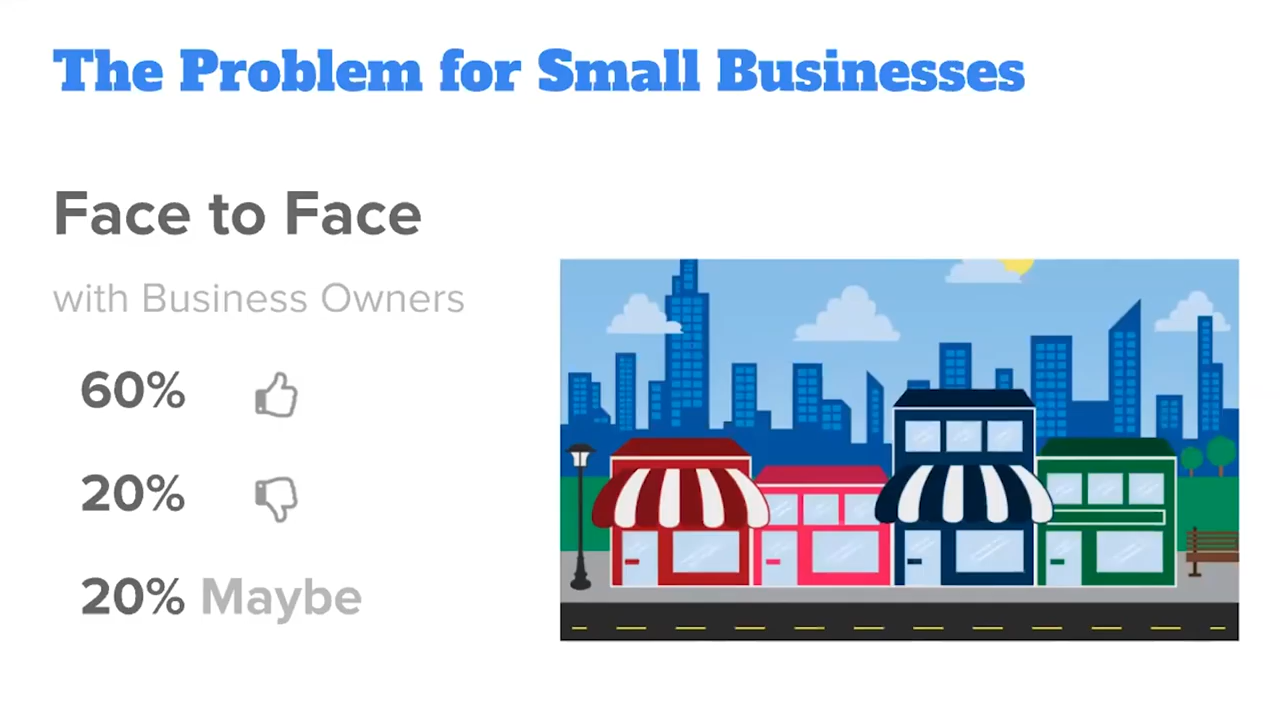 The Problem for Small Businesses
Face to Face
with Business Owners
60%
20%
20% Maybe